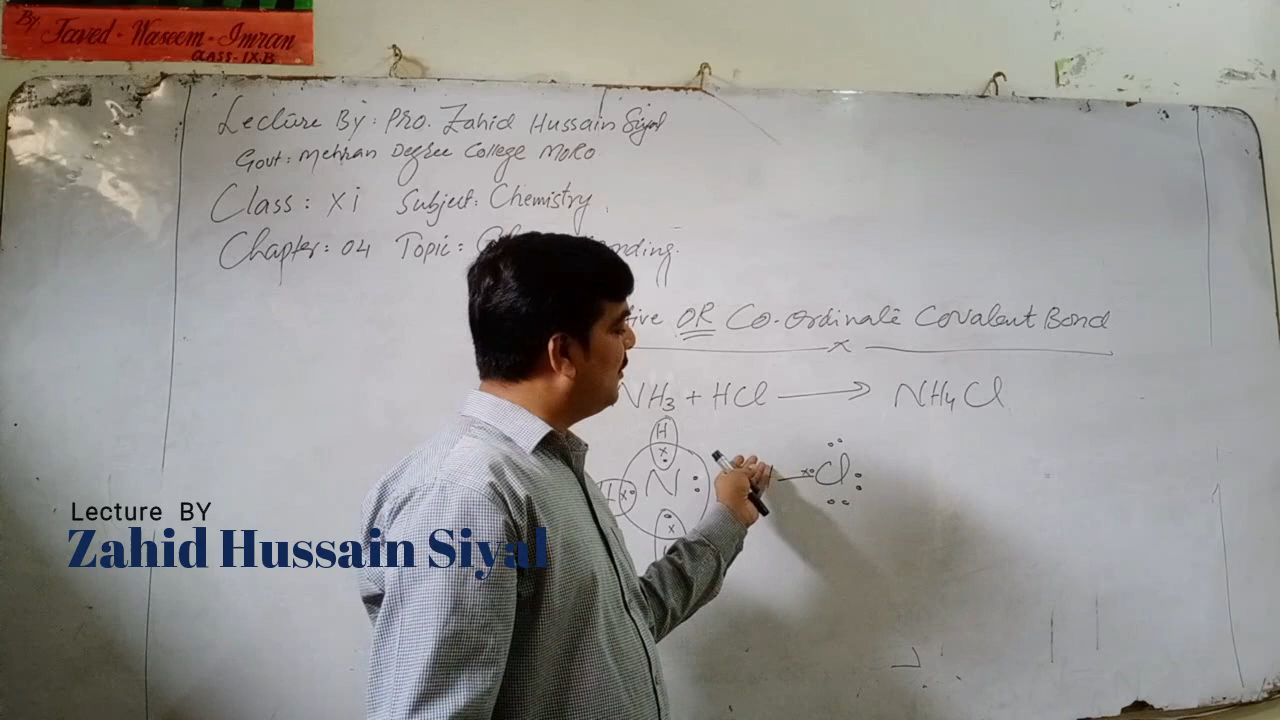 By Javed - Waseem - Imran
CLASS-IX.B
Lecture By: Pro. Zahid Hussain Siyal
Govt: Mehran Degree College MoRo
Class: Xi Subject: Chemistry
Chapter: 04 Topic:
OR Co-ordinate Covalent Bond
NH3 + HCl → NH4 Cl
H
x
N
x
x
x Cl
Lecture BY
Zahid Hussain Siyal